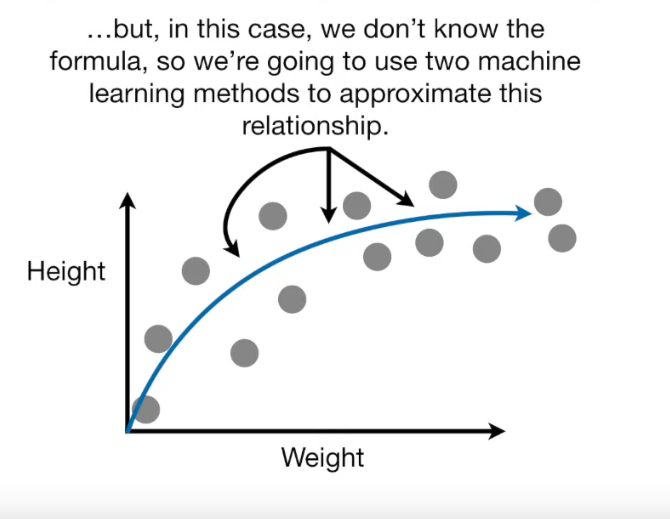 ...but, in this case, we don't know the
formula, so we're going to use two machine
learning methods to approximate this
relationship.
Height
Weight